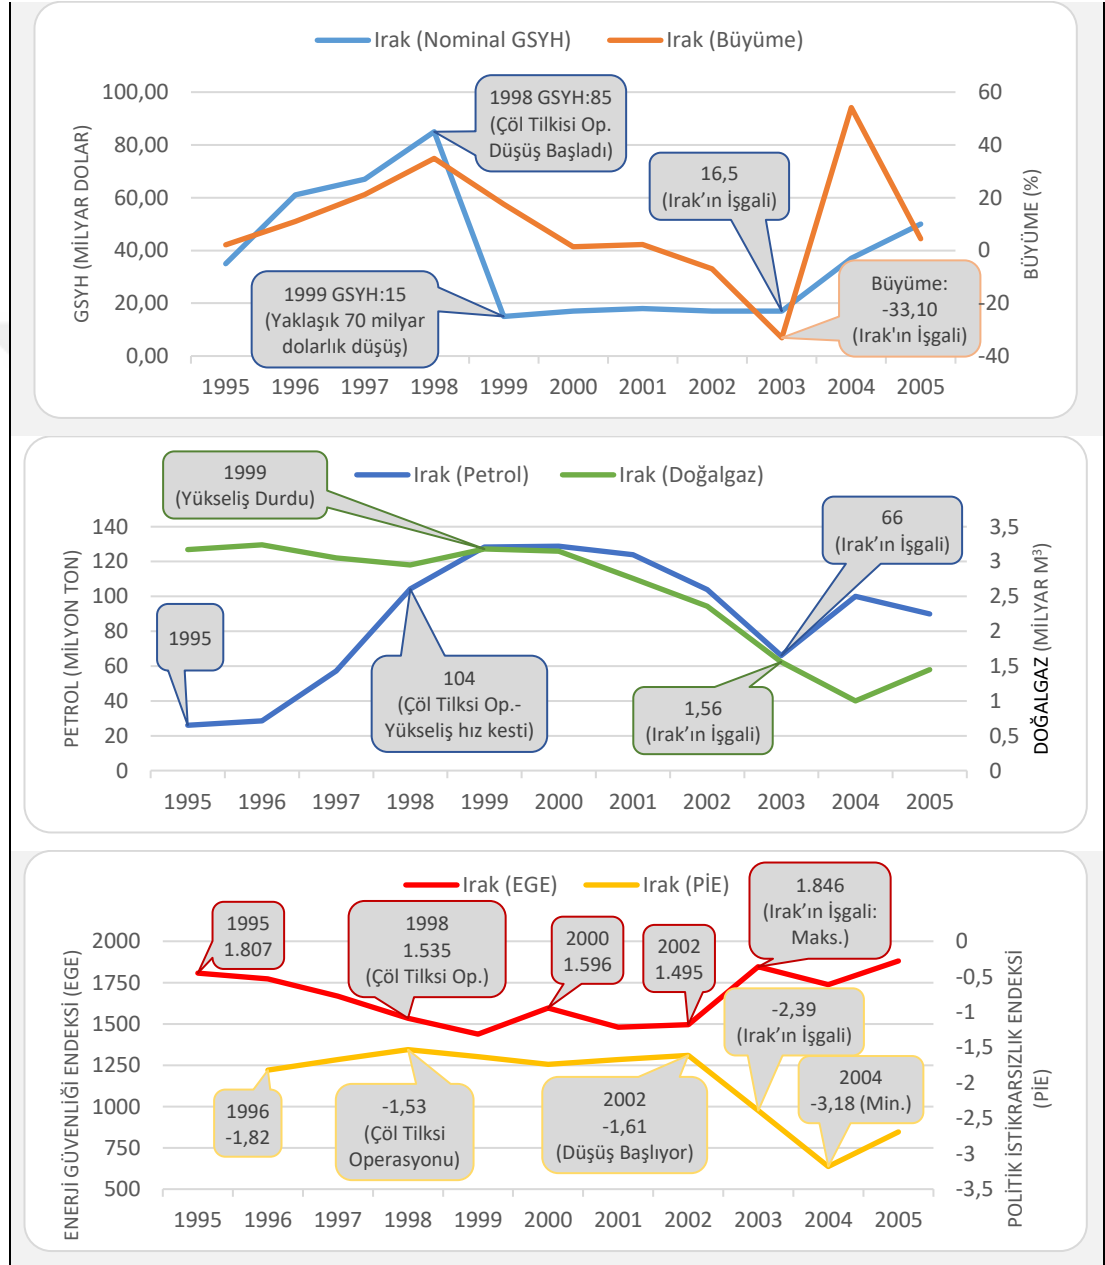 Irak (Nominal GSYH) Irak (Büyüme)
100,00
80,00
60,00
40,00
20,00
0,00
GSYH (MİLYAR DOLAR)
60
40
20
0
-20
-40
BÜYÜME (%)
1998 GSYH:85
(Çöl Tilkisi Op.
Düşüş Başladı)
16,5
(Irak’ın İşgali)
1999 GSYH:15
(Yaklaşık 70 milyar
dolarlık düşüş)
Büyüme:
-33,10
(Irak'ın İşgali)
1995 1996 1997 1998 1999 2000 2001 2002 2003 2004 2005
Irak (Petrol) Irak (Doğalgaz)
1999
(Yükseliş Durdu)
66
(Irak’ın İşgali)
140
120
100
80
60
40
20
0
PETROL (MİLYON TON)
3,5
3
2,5
2
1,5
1
0,5
0
DOĞALGAZ (MİLYAR M³)
1995
104
(Çöl Tilksi Op.-
Yükseliş hız kesti)
1,56
(Irak’ın İşgali)
1995 1996 1997 1998 1999 2000 2001 2002 2003 2004 2005
Irak (EGE) Irak (PİE)
1995
1.807
1998
1.535
(Çöl Tilksi Op.)
2000
1.596
2002
1.495
1.846
(Irak’ın İşgali:
Maks.)
2000
1750
1500
1250
1000
750
500
ENERJİ GÜVENLİĞİ ENDEKSİ (EGE)
0
-0,5
-1
-1,5
-2
-2,5
-3
-3,5
POLİTİK İSTİKRARSIZLIK ENDEKSİ
(PİE)
1996
-1,82
-1,53
(Çöl Tilksi
Operasyonu)
2002
-1,61
(Düşüş Başlıyor)
-2,39
(Irak’ın İşgali)
2004
-3,18 (Min.)
1995 1996 1997 1998 1999 2000 2001 2002 2003 2004 2005